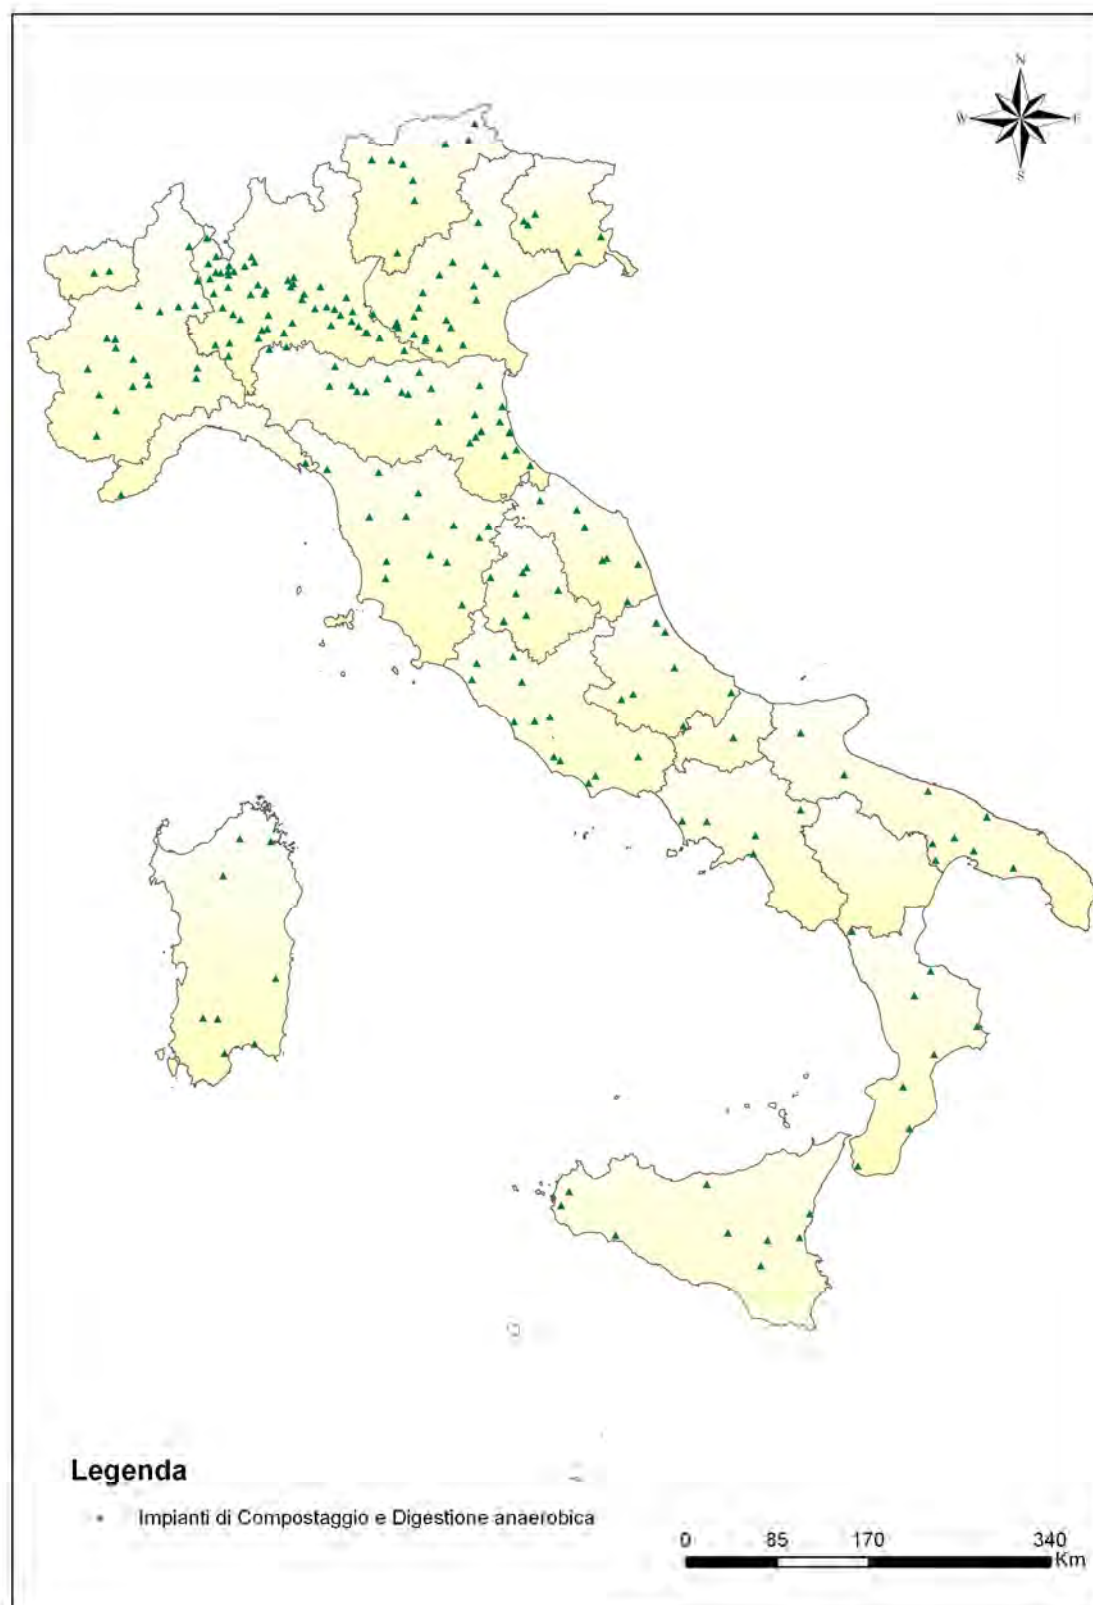 N
W E
S
Legenda
Impianti di Compostaggio e Digestione anaerobica
0 85 170 340
Km